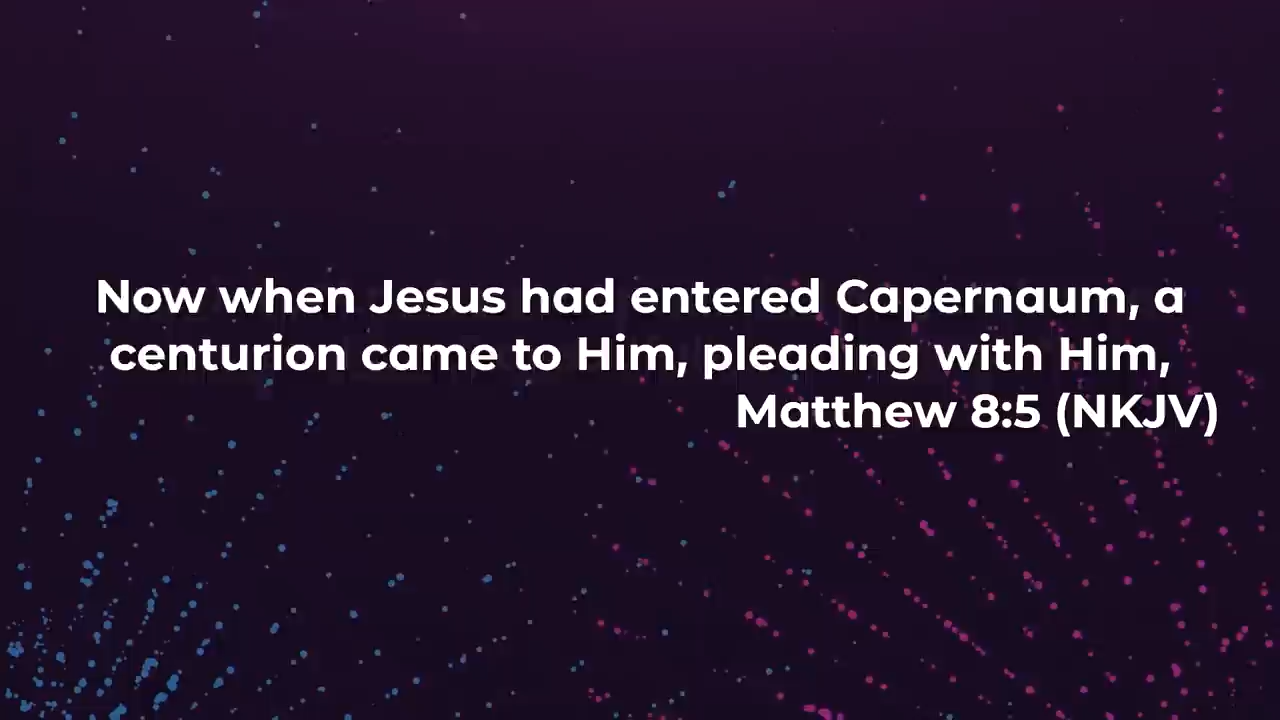 Now when Jesus had entered Capernaum, a
centurion came to Him, pleading with Him,
Matthew 8:5 (NKJV)